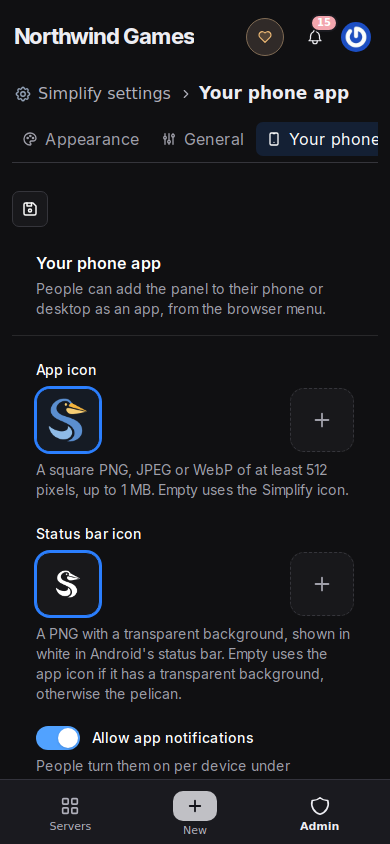 Northwind Games
15
Simplify settings > Your phone app
Appearance General Your phone
Your phone app
People can add the panel to their phone or
desktop as an app, from the browser menu.
App icon
A square PNG, JPEG or WebP of at least 512
pixels, up to 1 MB. Empty uses the Simplify icon.
Status bar icon
A PNG with a transparent background, shown in
white in Android's status bar. Empty uses the
app icon if it has a transparent background,
otherwise the pelican.
Allow app notifications
People turn them on per device under
Servers New Admin